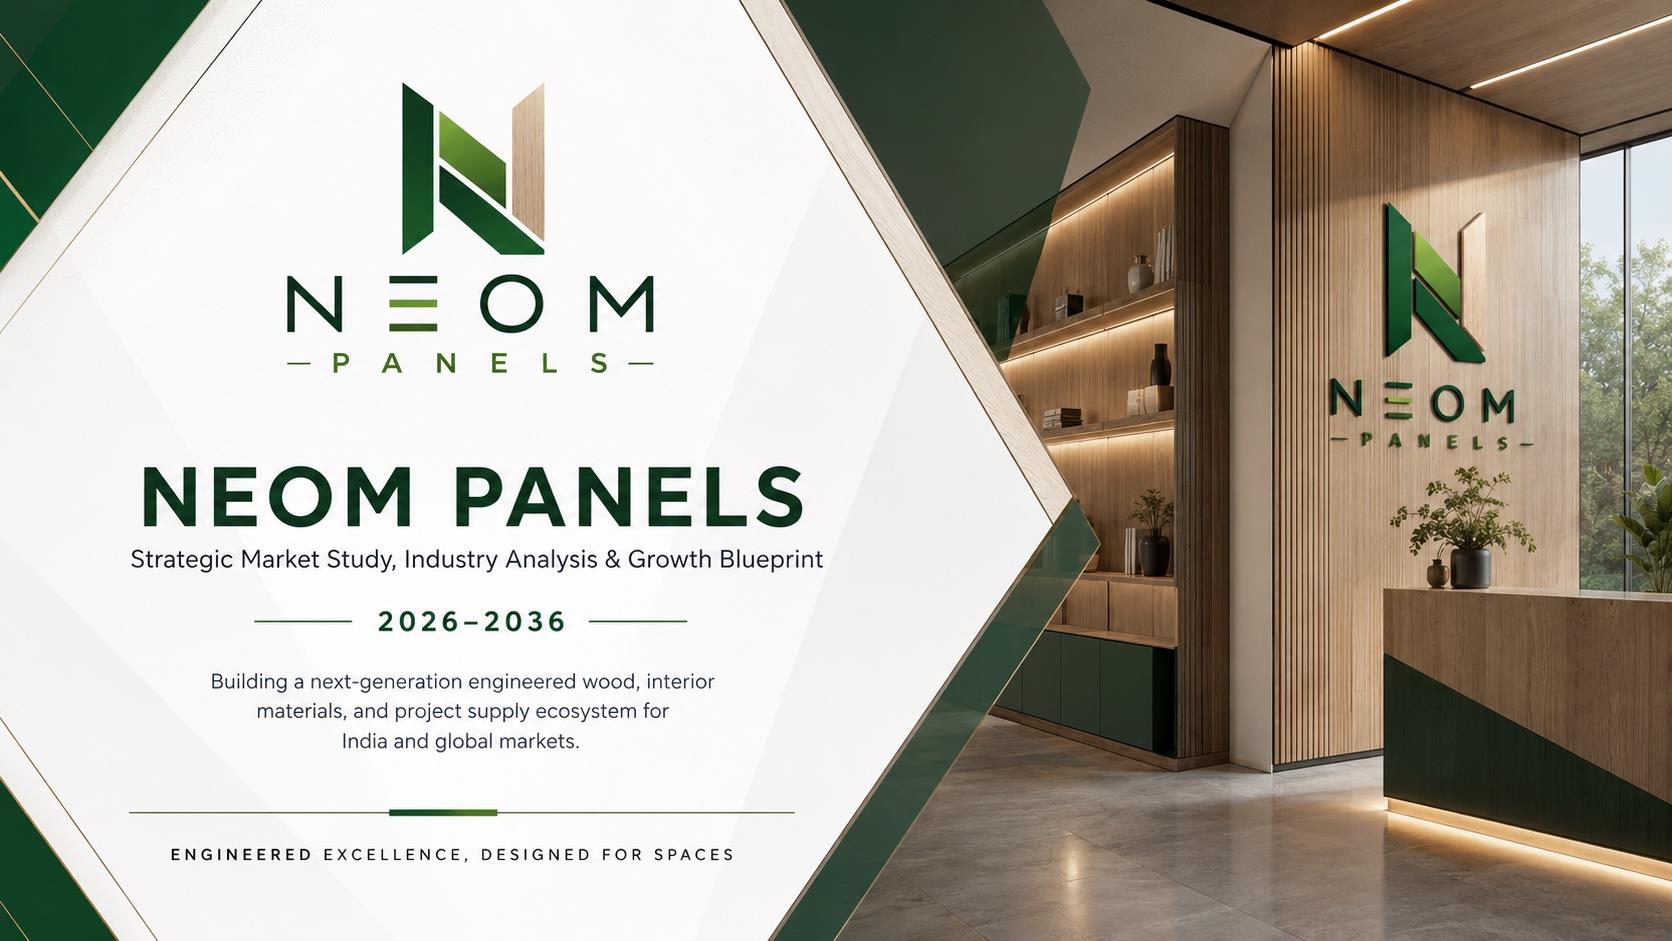 NEOM
PANELS
NEOM PANELS
Strategic Market Study, Industry Analysis & Growth Blueprint
2026–2036
Building a next-generation engineered wood, interior
materials, and project supply ecosystem for
India and global markets.
ENGINEERED EXCELLENCE, DESIGNED FOR SPACES
NEOM
PANELS